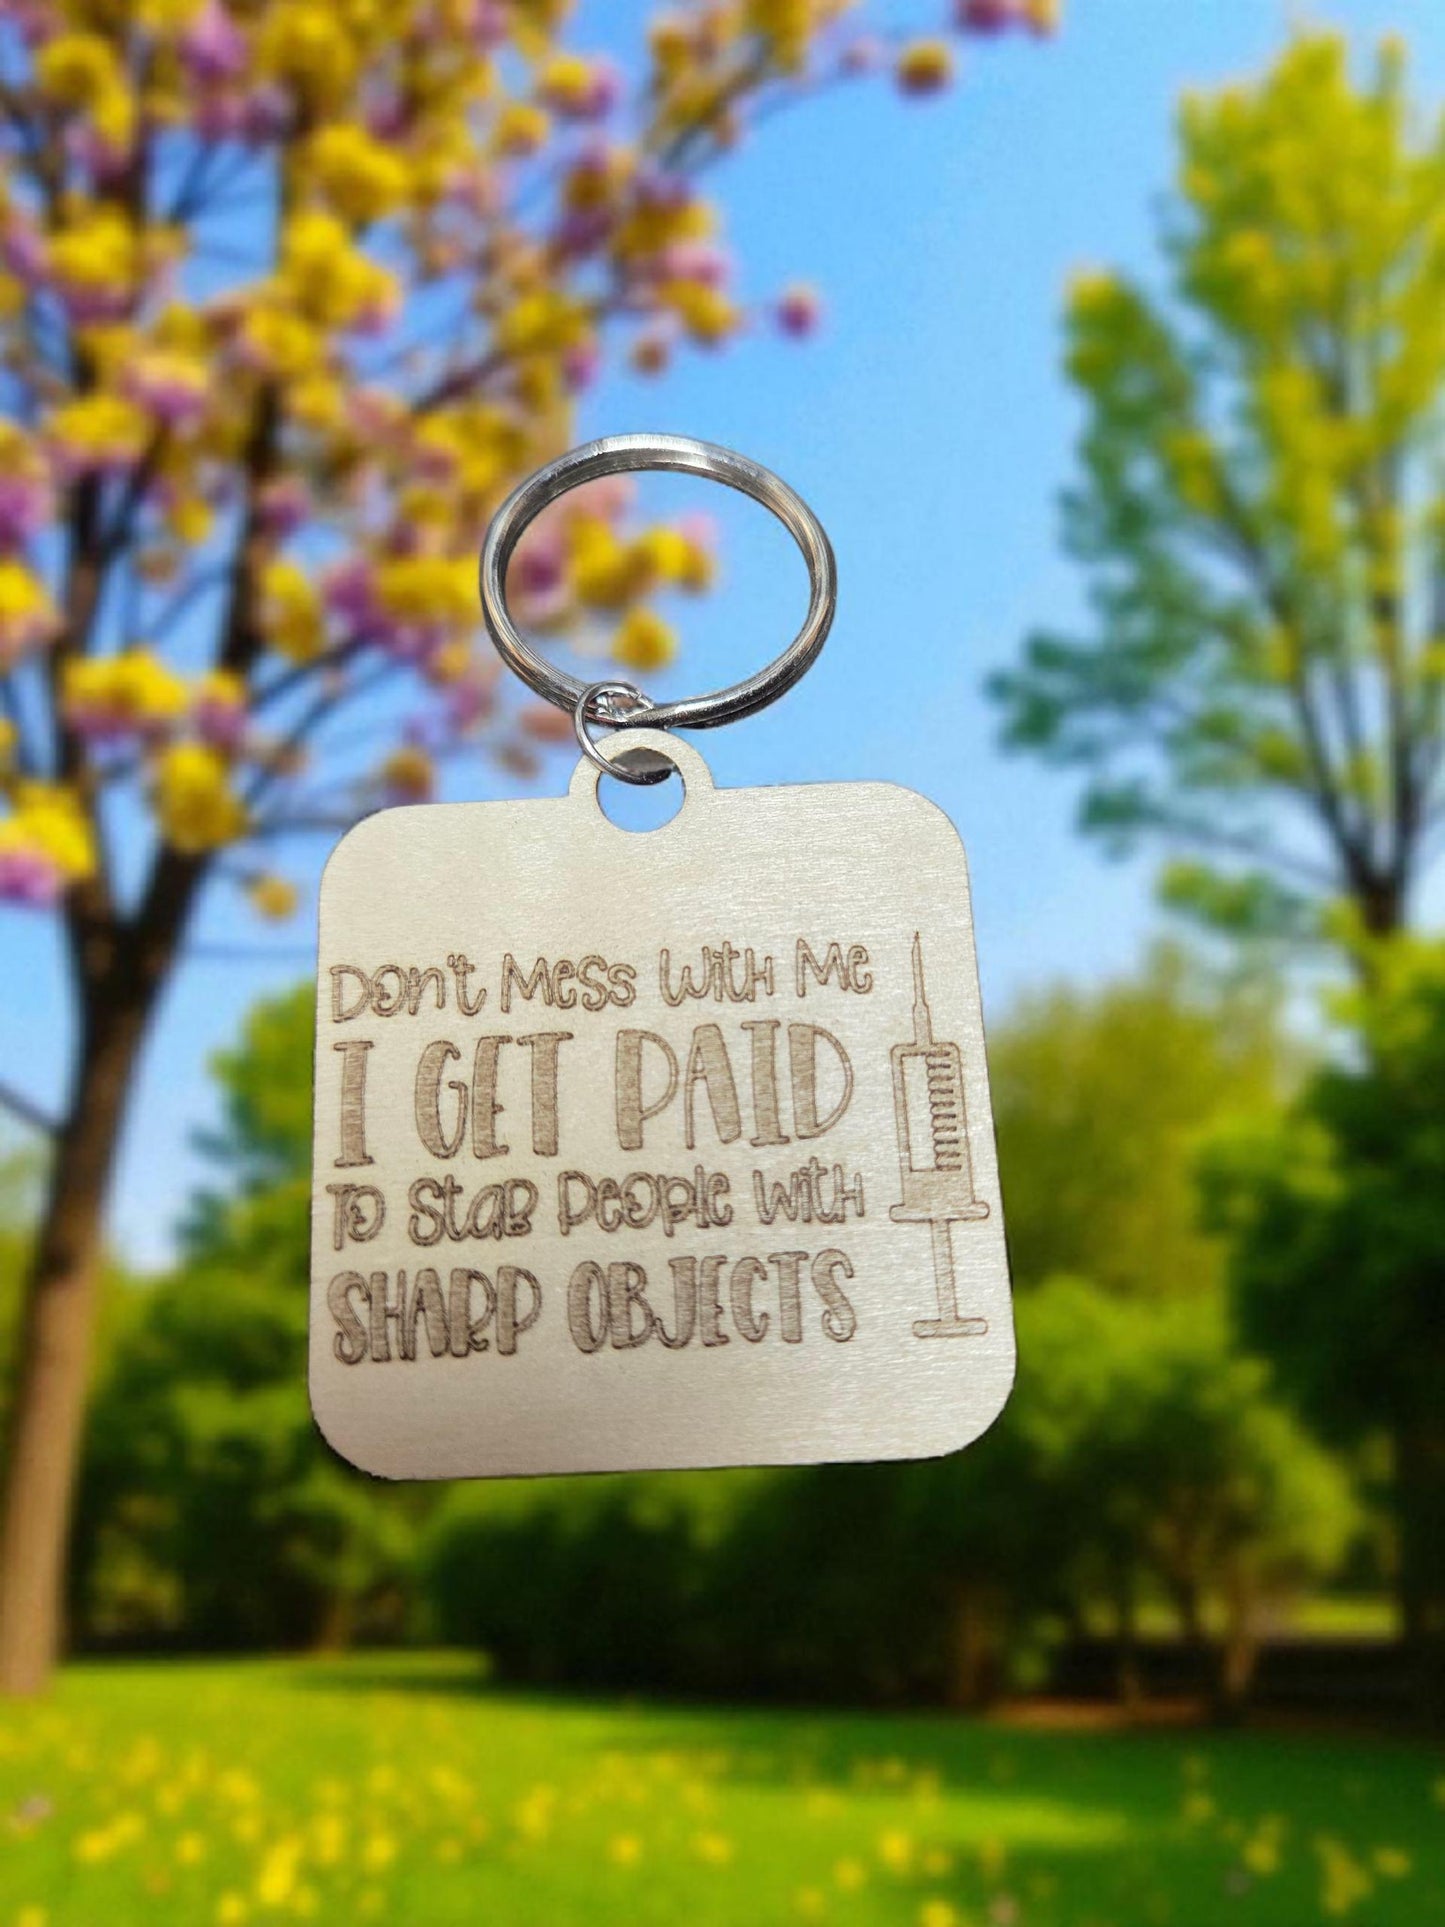 Don't Mess With Me
I GET PAID
To Stab People With
SHARP OBJECTS